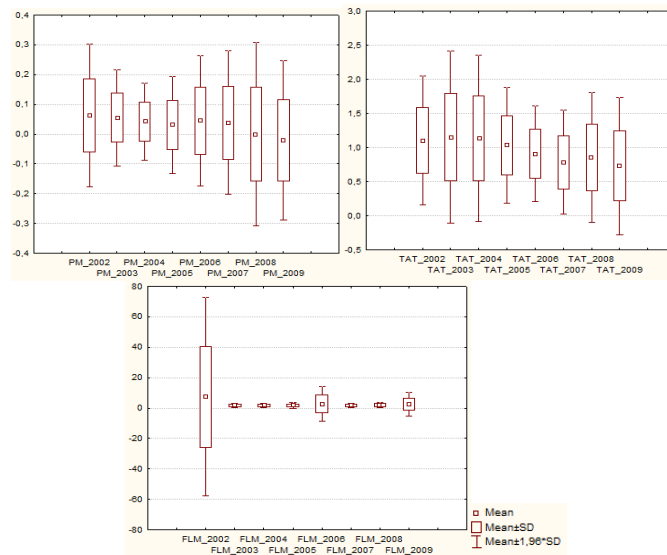 0,4
0,3
0,2
0,1
0,0
-0,1
-0,2
-0,3
-0,4
PM_2002 PM_2004 PM_2006 PM_2008
PM_2003 PM_2005 PM_2007 PM_2009
3,0
2,5
2,0
1,5
1,0
0,5
0,0
-0,5
TAT_2002 TAT_2004 TAT_2006 TAT_2008
TAT_2003 TAT_2005 TAT_2007 TAT_2009
80
60
40
20
0
-20
-40
-60
-80
FLM_2002 FLM_2004 FLM_2006 FLM_2008
FLM_2003 FLM_2005 FLM_2007 FLM_2009
Mean
Mean±SD
Mean±1,96*SD